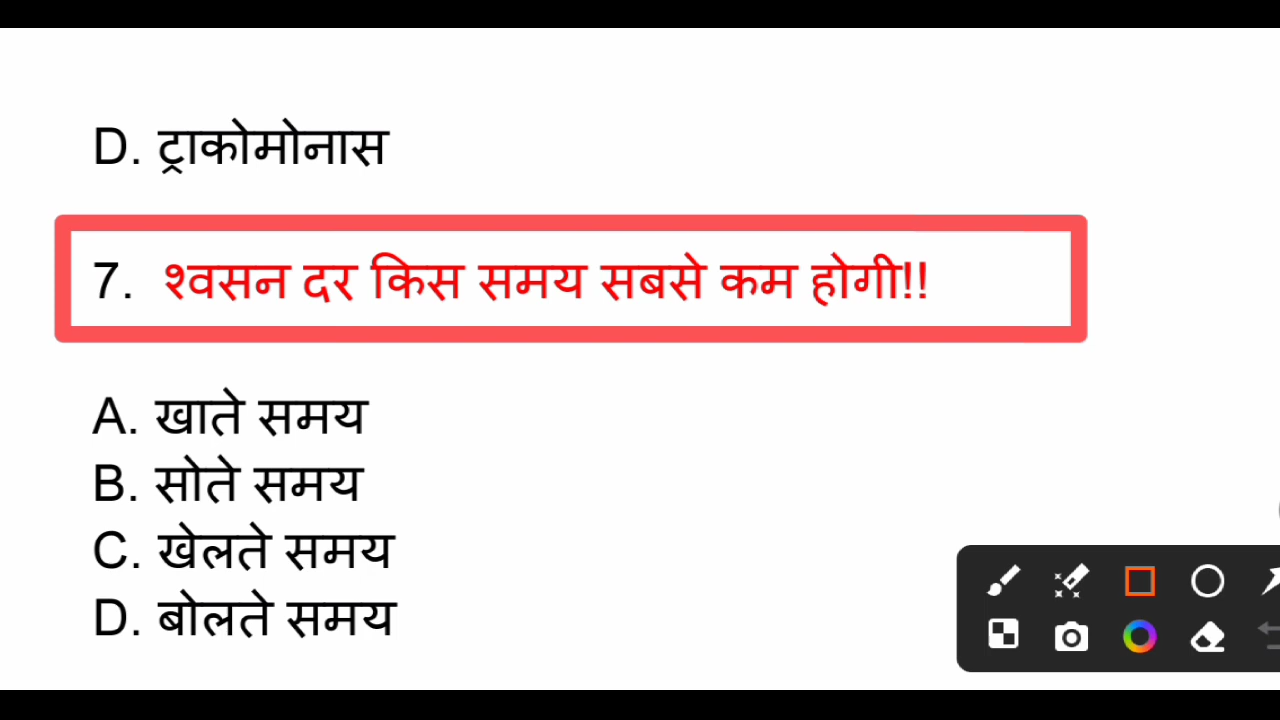 D. ट्राकोमोनास
7. श्वसन दर किस समय सबसे कम होगी!!
A. खाते समय
B. सोते समय
C. खेलते समय
D. बोलते समय